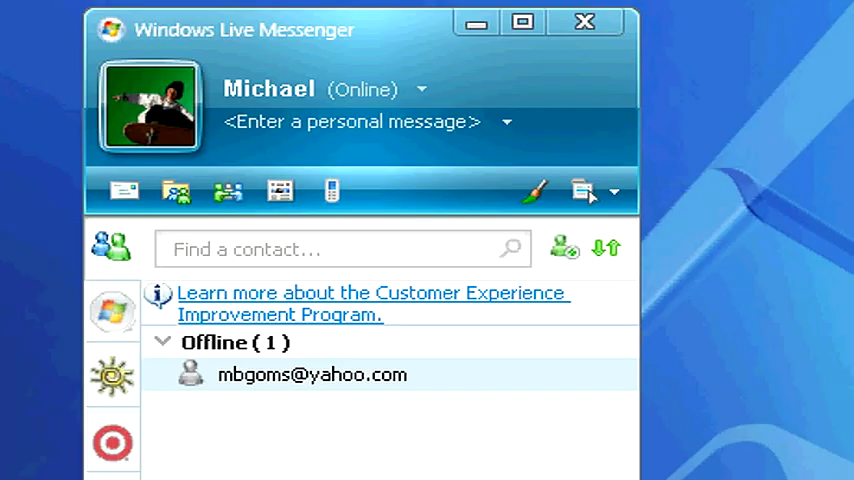 Windows Live Messenger
Michael (Online)
<Enter a personal message>
Find a contact...
Learn more about the Customer Experience
Improvement Program.
Offline ( 1 )
mbgoms@yahoo.com